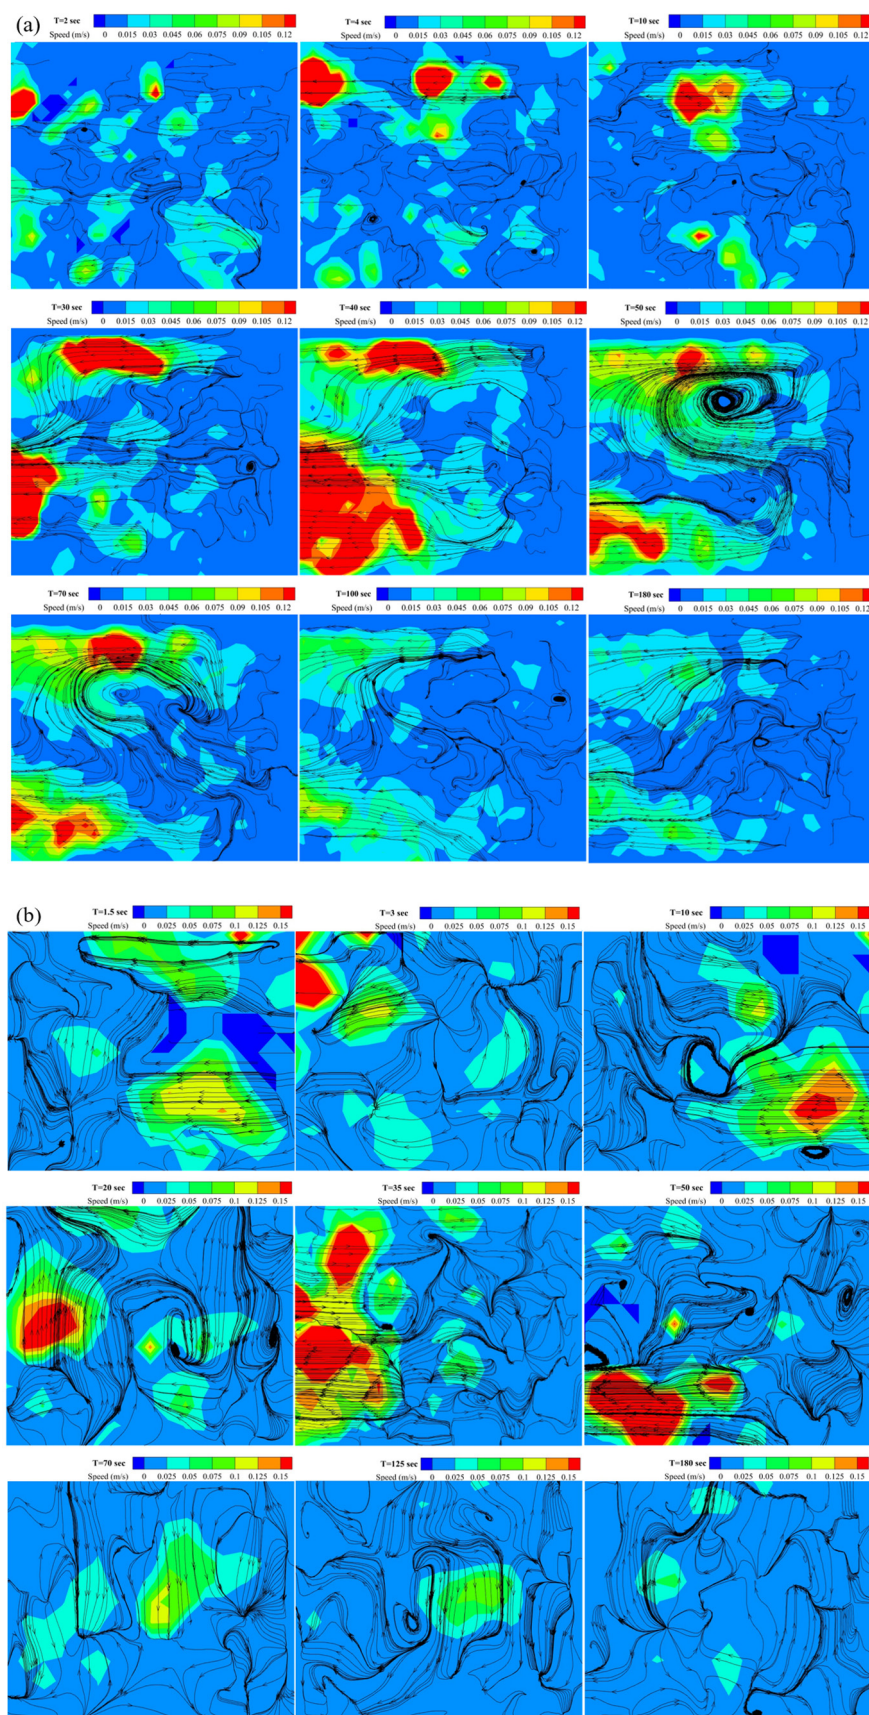 (a)
T=2 sec
Speed (m/s) 0 0.015 0.03 0.045 0.06 0.075 0.09 0.105 0.12
T=4 sec
Speed (m/s) 0 0.015 0.03 0.045 0.06 0.075 0.09 0.105 0.12
T=10 sec
Speed (m/s) 0 0.015 0.03 0.045 0.06 0.075 0.09 0.105 0.12
T=30 sec
Speed (m/s) 0 0.015 0.03 0.045 0.06 0.075 0.09 0.105 0.12
T=40 sec
Speed (m/s) 0 0.015 0.03 0.045 0.06 0.075 0.09 0.105 0.12
T=50 sec
Speed (m/s) 0 0.015 0.03 0.045 0.06 0.075 0.09 0.105 0.12
T=70 sec
Speed (m/s) 0 0.015 0.03 0.045 0.06 0.075 0.09 0.105 0.12
T=100 sec
Speed (m/s) 0 0.015 0.03 0.045 0.06 0.075 0.09 0.105 0.12
T=180 sec
Speed (m/s) 0 0.015 0.03 0.045 0.06 0.075 0.09 0.105 0.12
(b)
T=1.5 sec
Speed (m/s) 0 0.025 0.05 0.075 0.1 0.125 0.15
T=3 sec
Speed (m/s) 0 0.025 0.05 0.075 0.1 0.125 0.15
T=10 sec
Speed (m/s) 0 0.025 0.05 0.075 0.1 0.125 0.15
T=20 sec
Speed (m/s) 0 0.025 0.05 0.075 0.1 0.125 0.15
T=35 sec
Speed (m/s) 0 0.025 0.05 0.075 0.1 0.125 0.15
T=50 sec
Speed (m/s) 0 0.025 0.05 0.075 0.1 0.125 0.15
T=70 sec
Speed (m/s) 0 0.025 0.05 0.075 0.1 0.125 0.15
T=125 sec
Speed (m/s) 0 0.025 0.05 0.075 0.1 0.125 0.15
T=180 sec
Speed (m/s) 0 0.025 0.05 0.075 0.1 0.125 0.15